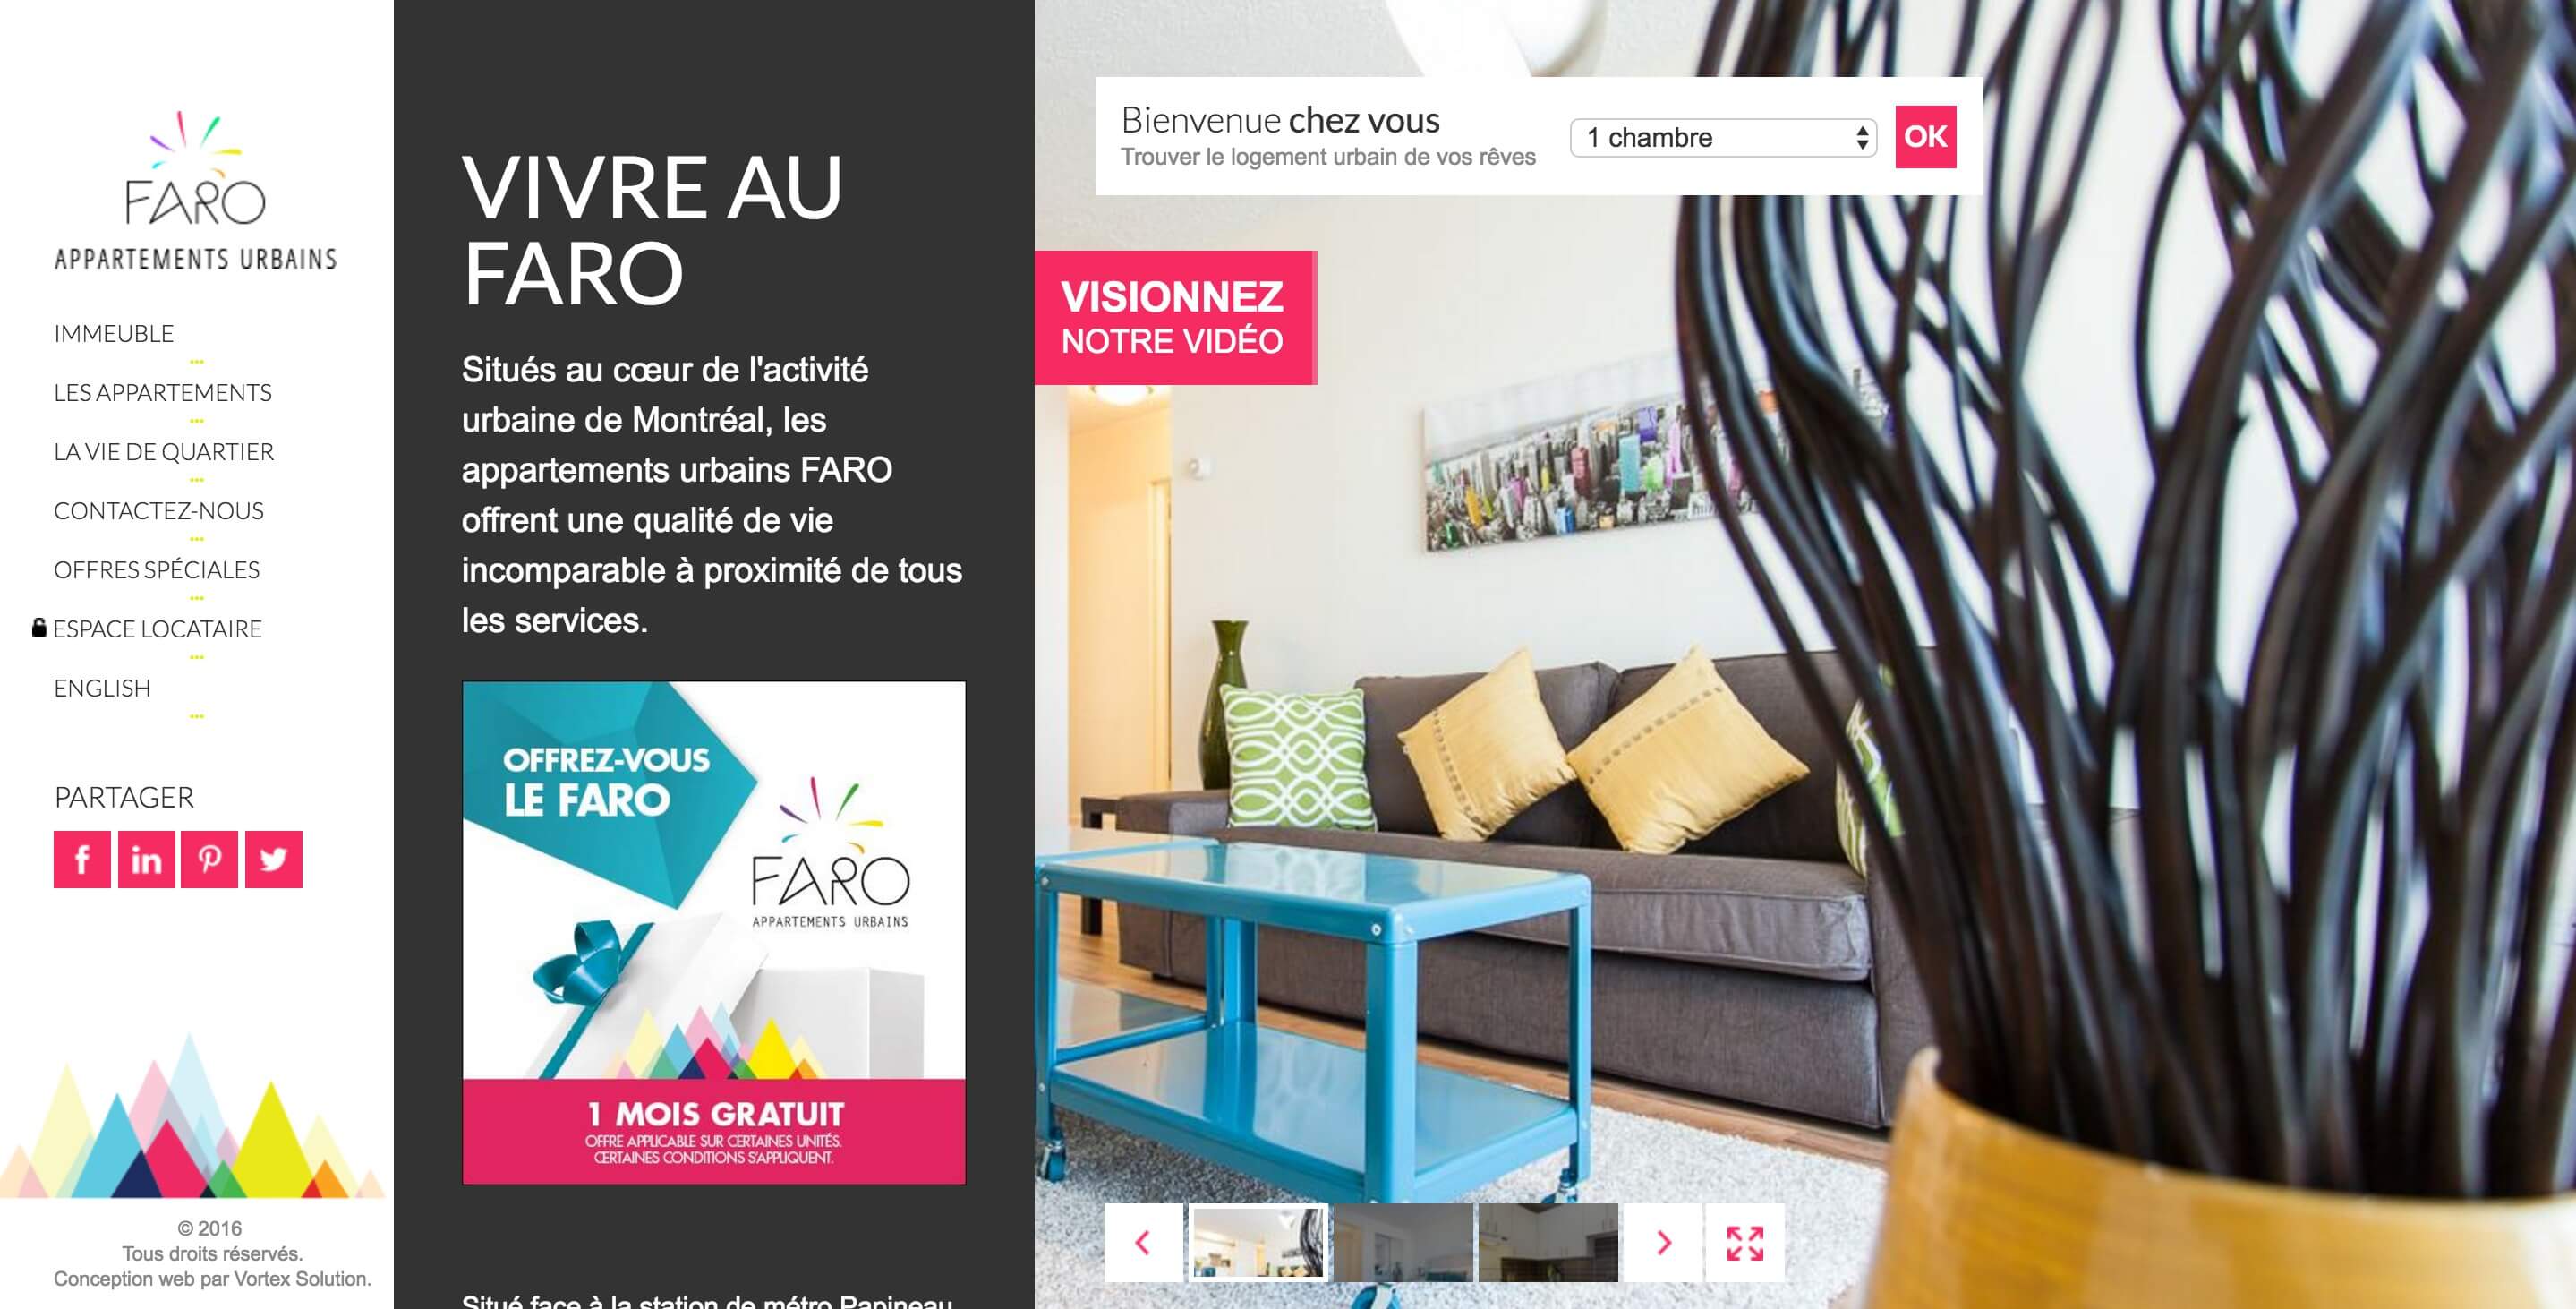 FARO
APPARTEMENTS URBAINS
IMMEUBLE
LES APPARTEMENTS
LA VIE DE QUARTIER
CONTACTEZ-NOUS
OFFRES SPÉCIALES
ESPACE LOCATAIRE
ENGLISH
PARTAGER
© 2016
Tous droits réservés.
Conception web par Vortex Solution.
VIVRE AU
FARO
Situés au cœur de l'activité
urbaine de Montréal, les
appartements urbains FARO
offrent une qualité de vie
incomparable à proximité de tous
les services.
OFFREZ-VOUS
LE FARO
FARO
APPARTEMENTS URBAINS
1 MOIS GRATUIT
OFFRE APPLICABLE SUR CERTAINES UNITÉS.
CERTAINES CONDITIONS S'APPLIQUENT.
Situé face à la station de métro Papineau
Bienvenue chez vous
Trouver le logement urbain de vos rêves
1 chambre
OK
VISIONNEZ
NOTRE VIDÉO